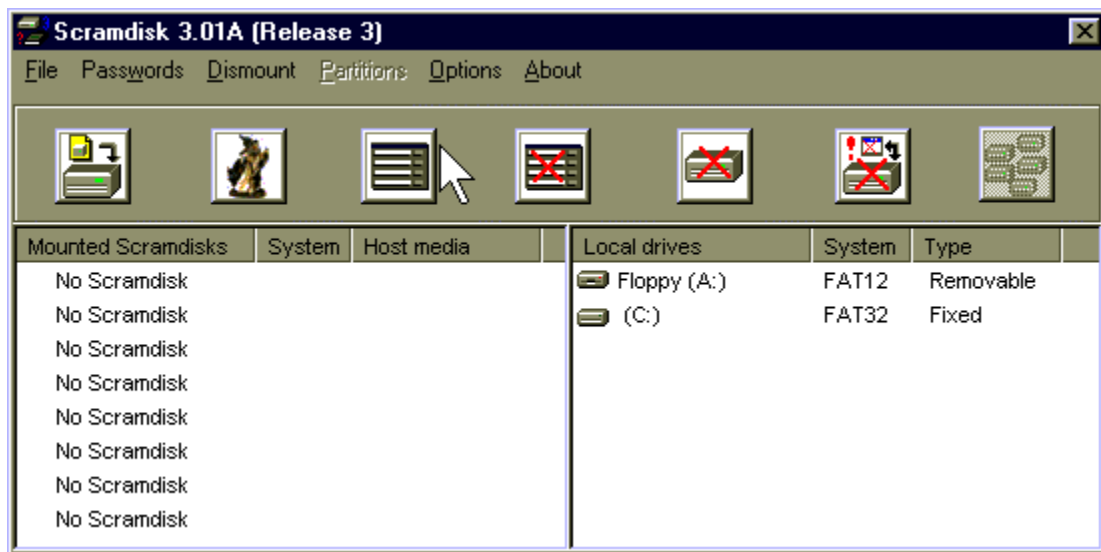 Scramdisk 3.01A (Release 3)
File Passwords Dismount Partitions Options About
Mounted Scramdisks System Host media Local drives System Type
No Scramdisk Floppy (A:) FAT12 Removable
No Scramdisk (C:) FAT32 Fixed
No Scramdisk
No Scramdisk
No Scramdisk
No Scramdisk
No Scramdisk
No Scramdisk